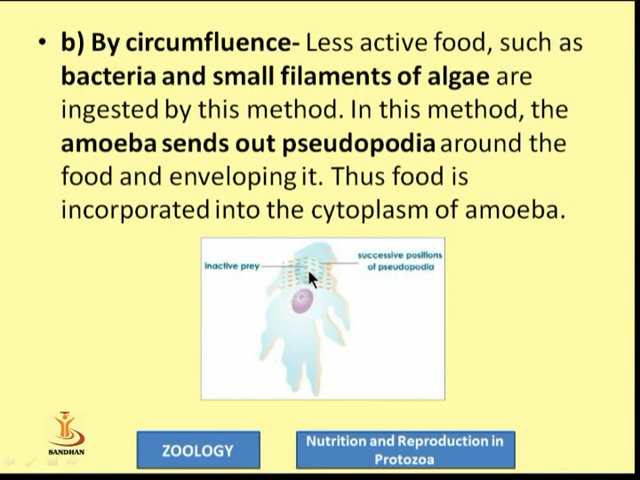 • b) By circumfluence- Less active food, such as
bacteria and small filaments of algae are
ingested by this method. In this method, the
amoeba sends out pseudopodia around the
food and enveloping it. Thus food is
incorporated into the cytoplasm of amoeba.
inactive prey
successive positions
of pseudopodia
SANDHAN
ZOOLOGY
Nutrition and Reproduction in
Protozoa